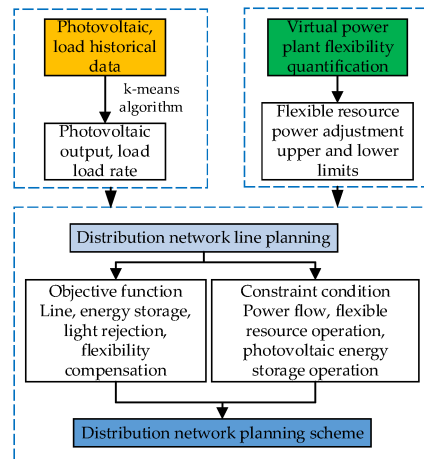 Photovoltaic,
load historical
data
k-means
algorithm
Photovoltaic
output, load
load rate
Virtual power
plant flexibility
quantification
Flexible resource
power adjustment
upper and lower
limits
Distribution network line planning
Objective function
Line, energy storage,
light rejection,
flexibility
compensation
Constraint condition
Power flow, flexible
resource operation,
photovoltaic energy
storage operation
Distribution network planning scheme